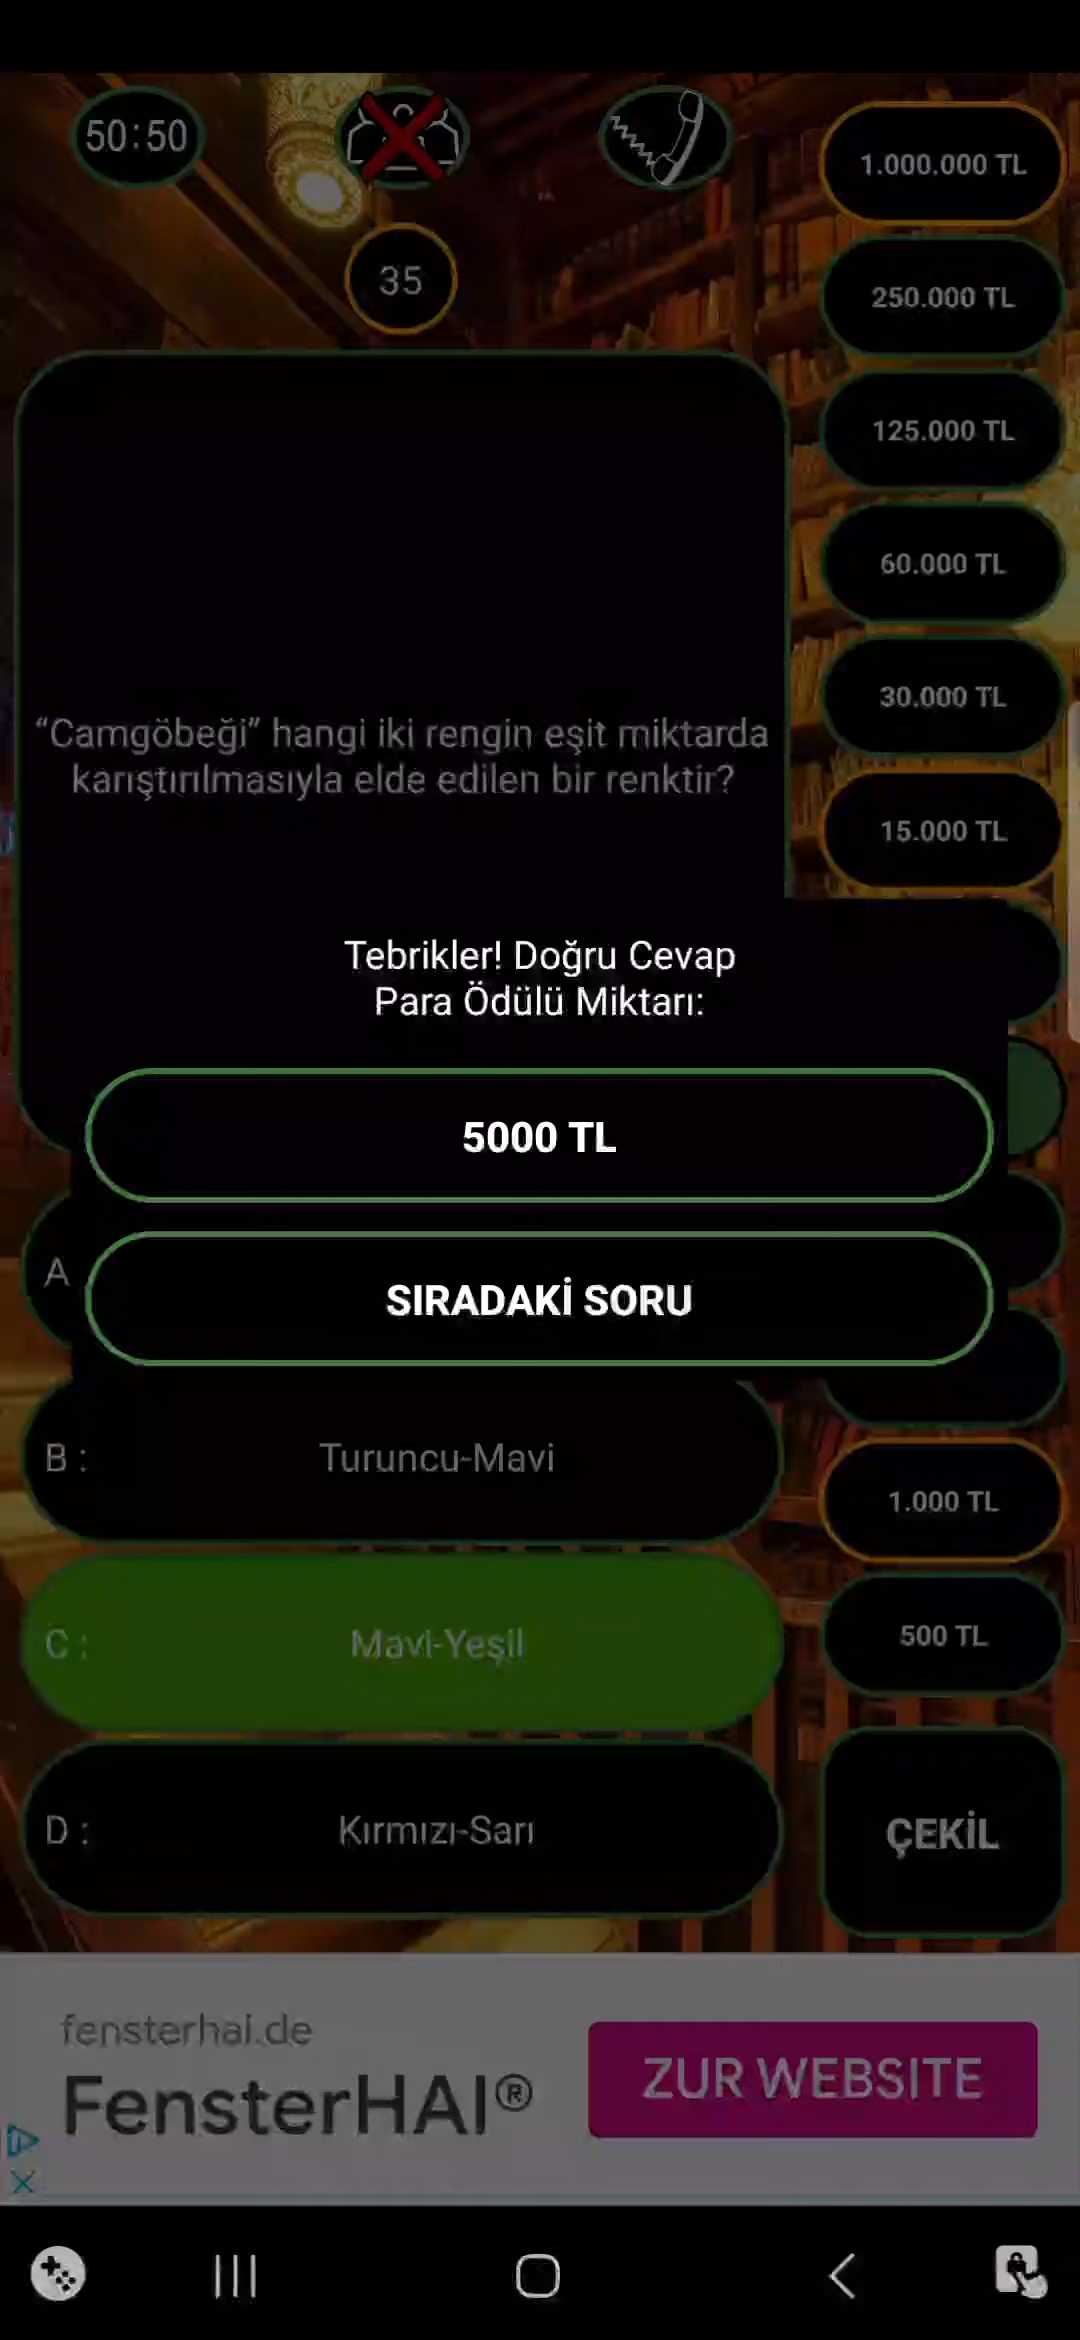 50:50
35
1.000.000 TL
250.000 TL
125.000 TL
60.000 TL
30.000 TL
15.000 TL
“Camgöbeği” hangi iki rengin eşit miktarda
karıştırılmasıyla elde edilen bir renktir?
Tebrikler! Doğru Cevap
Para Ödülü Miktarı:
5000 TL
SIRADAKİ SORU
A
B :
Turuncu-Mavi
C :
Mavi-Yeşil
D :
Kırmızı-Sarı
1.000 TL
500 TL
ÇEKİL
fensterhai.de
FensterHAI®
ZUR WEBSITE